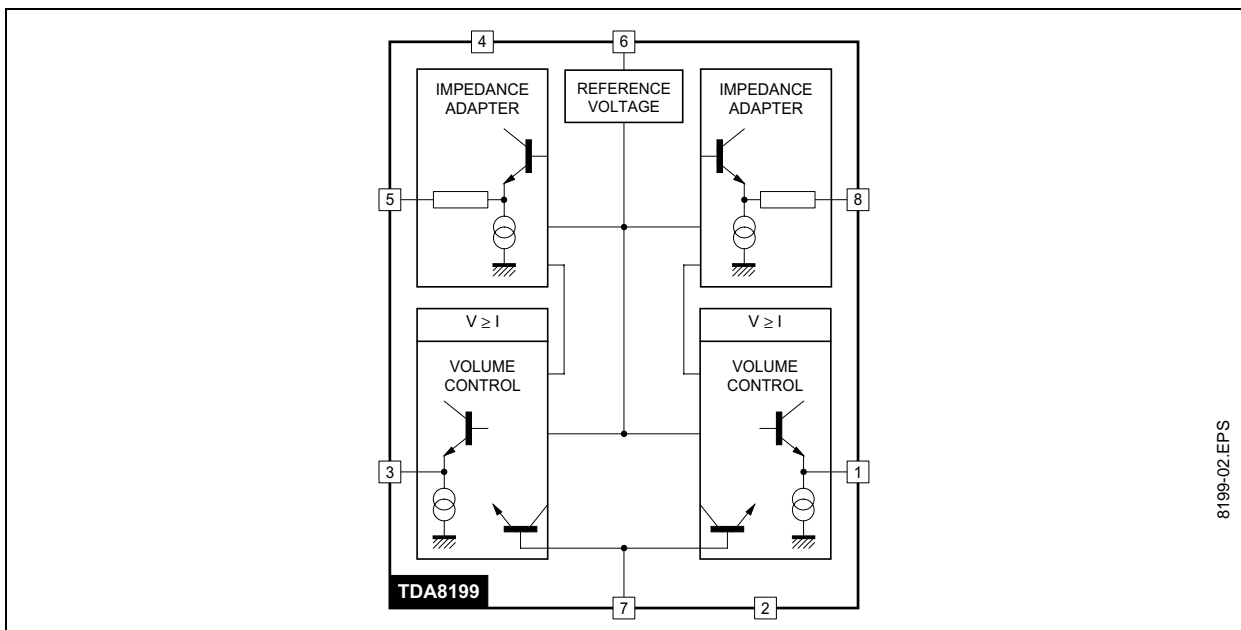 4
6
IMPEDANCE
ADAPTER
REFERENCE
VOLTAGE
IMPEDANCE
ADAPTER
5
8
V ≥ I
V ≥ I
VOLUME
CONTROL
VOLUME
CONTROL
3
1
TDA8199
7
2
8199-02.EPS